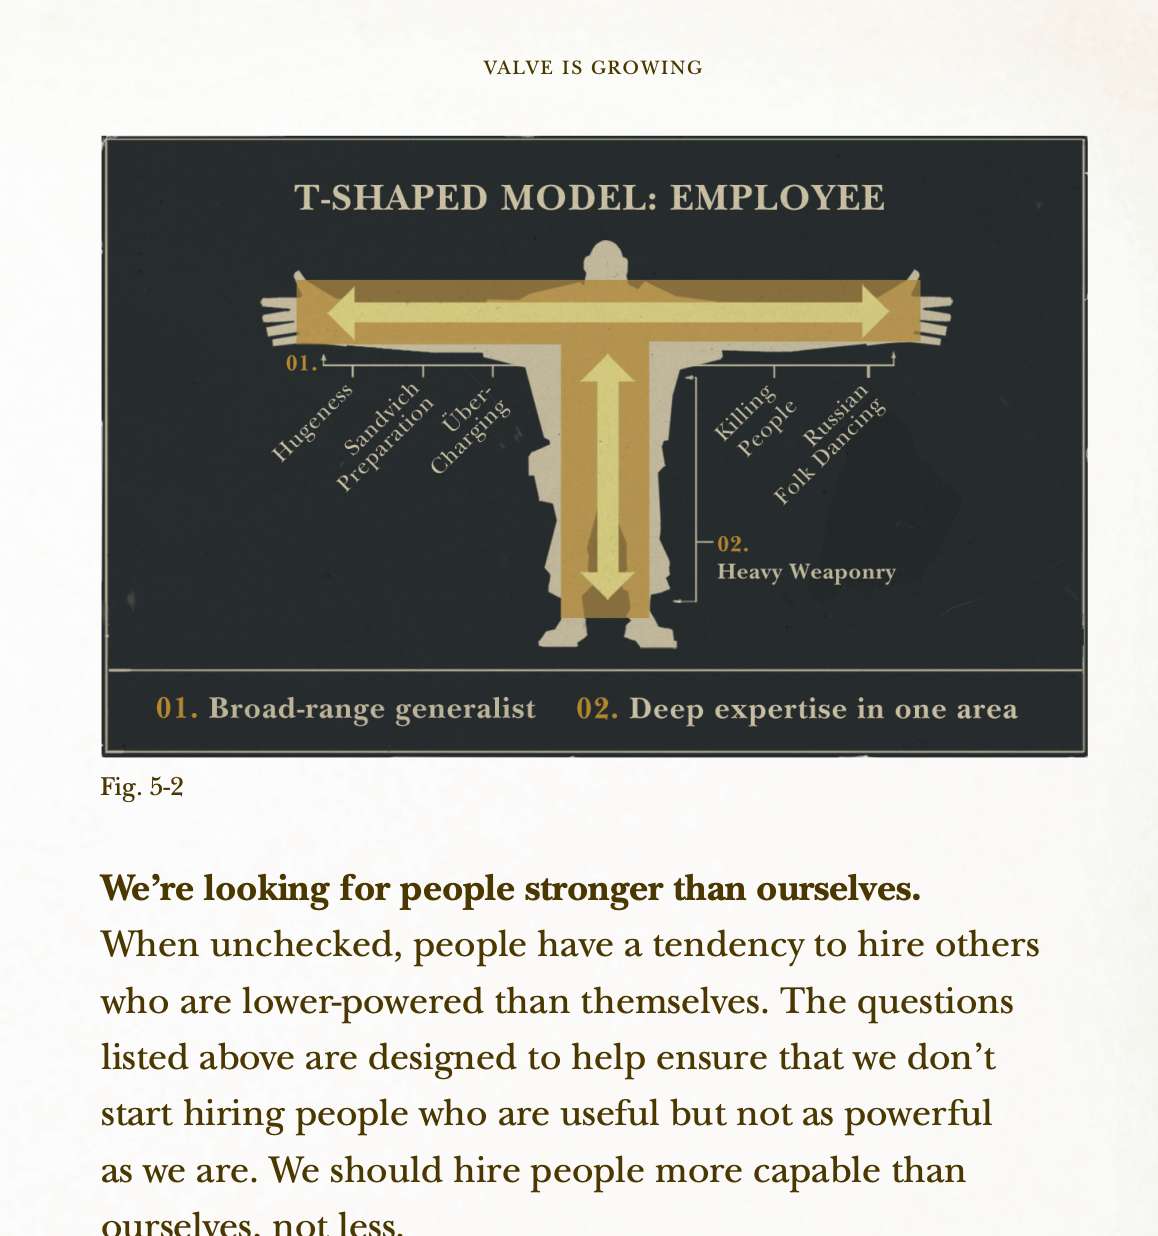 VALVE IS GROWING
T-SHAPED MODEL: EMPLOYEE
01.
Hugeness
Sandvich
Preparation
Über-
Charging
Killing
People
Russian
Folk Dancing
02.
Heavy Weaponry
01. Broad-range generalist 02. Deep expertise in one area
Fig. 5-2
We’re looking for people stronger than ourselves.
When unchecked, people have a tendency to hire others
who are lower-powered than themselves. The questions
listed above are designed to help ensure that we don’t
start hiring people who are useful but not as powerful
as we are. We should hire people more capable than
ourselves, not less.